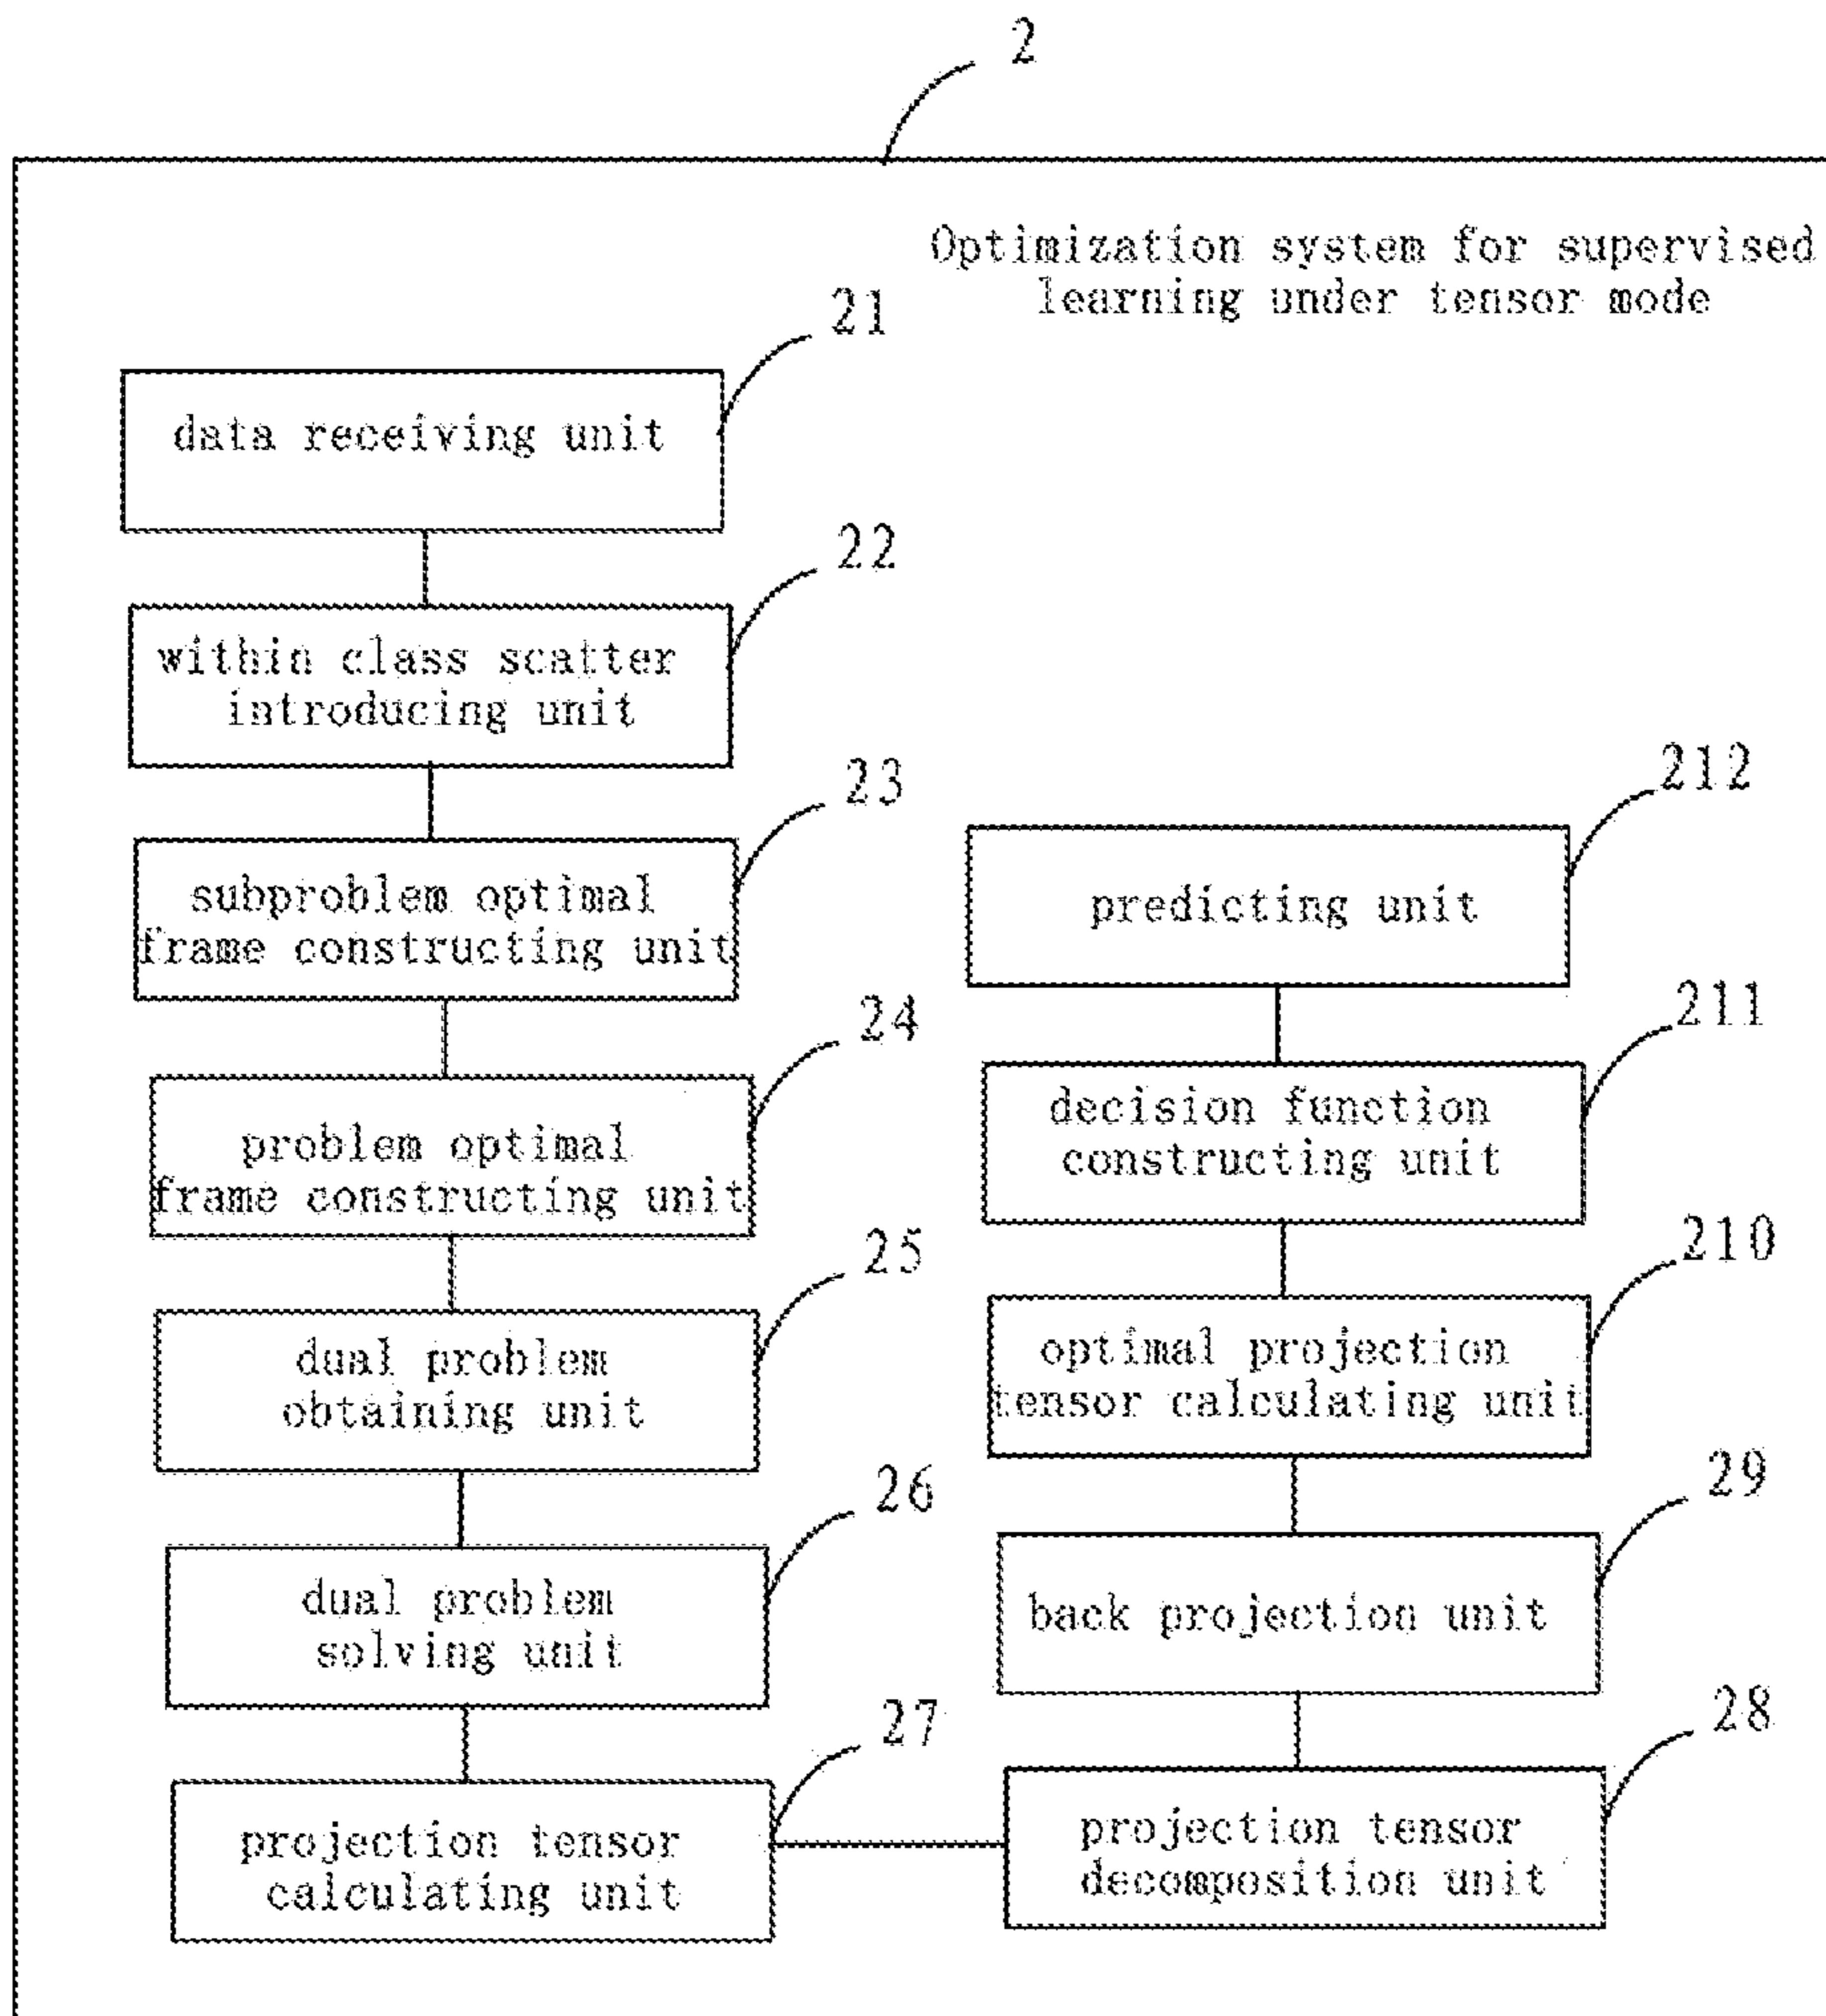 2
Optimization system for supervised
learning under tensor mode
21
data receiving unit
22
within class scatter
introducing unit
23
subproblem optimal
frame constructing unit
24
problem optimal
frame constructing unit
25
dual problem
obtaining unit
26
dual problem
solving unit
27
projection tensor
calculating unit
212
predicting unit
211
decision function
constructing unit
210
optimal projection
tensor calculating unit
29
back projection unit
28
projection tensor
decomposition unit